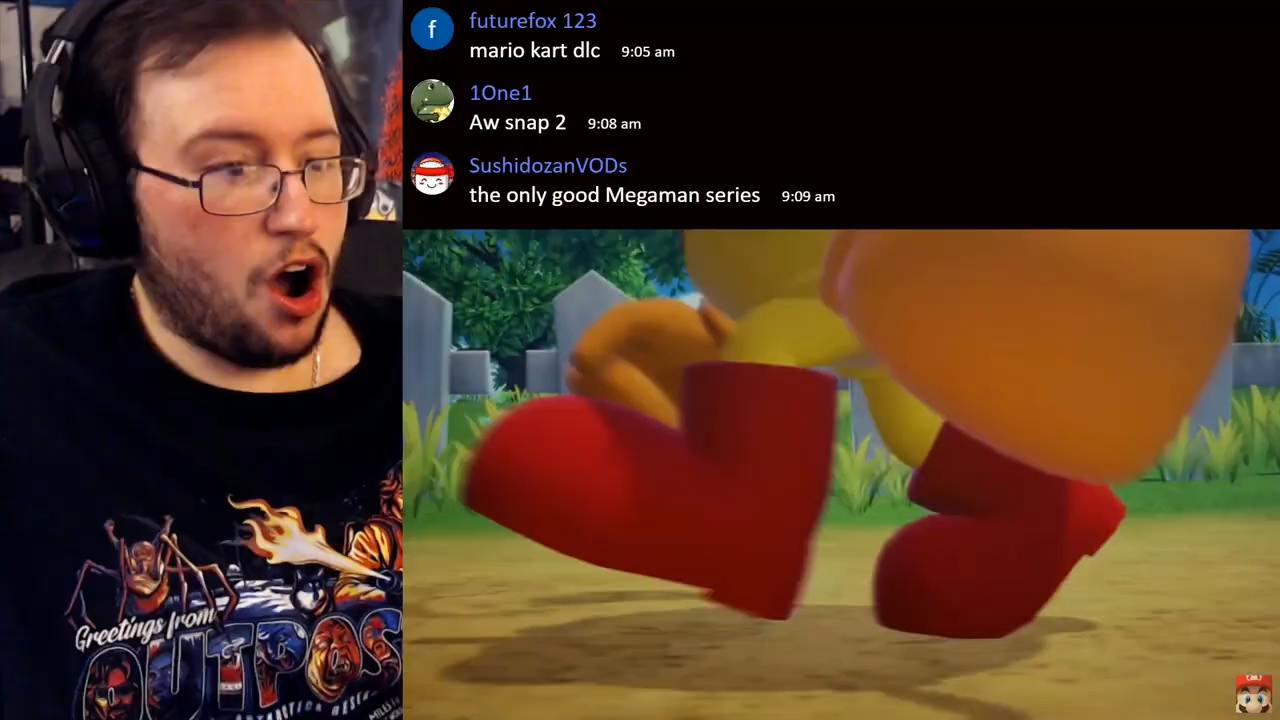 futurefox 123
mario kart dlc 9:05 am
1One1
Aw snap 2 9:08 am
SushidozanVODs
the only good Megaman series 9:09 am
f
Greetings from
OUTPOS